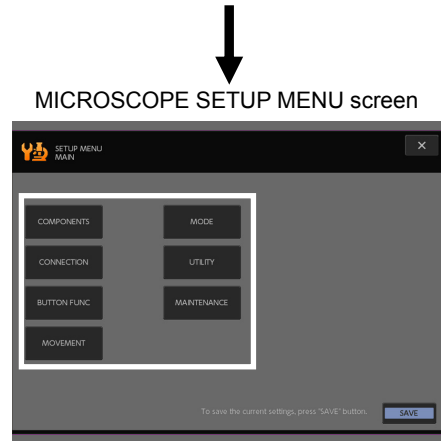 MICROSCOPE SETUP MENU screen
SETUP MENU
MAIN
×
COMPONENTS
MODE
CONNECTION
UTILITY
BUTTON FUNC
MAINTENANCE
MOVEMENT
To save the current settings, press "SAVE" button.
SAVE